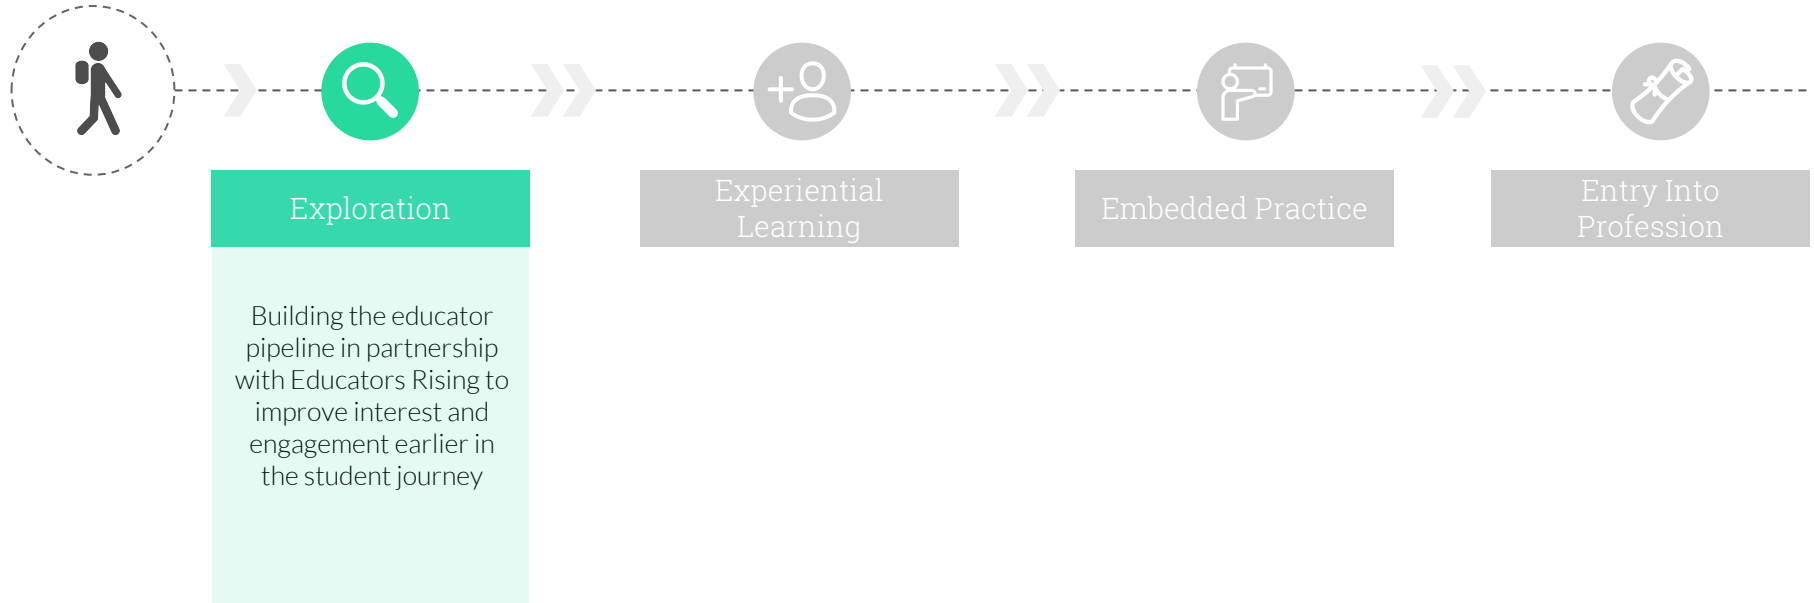 Exploration
Building the educator
pipeline in partnership
with Educators Rising to
improve interest and
engagement earlier in
the student journey
Experiential
Learning
Embedded Practice
Entry Into
Profession